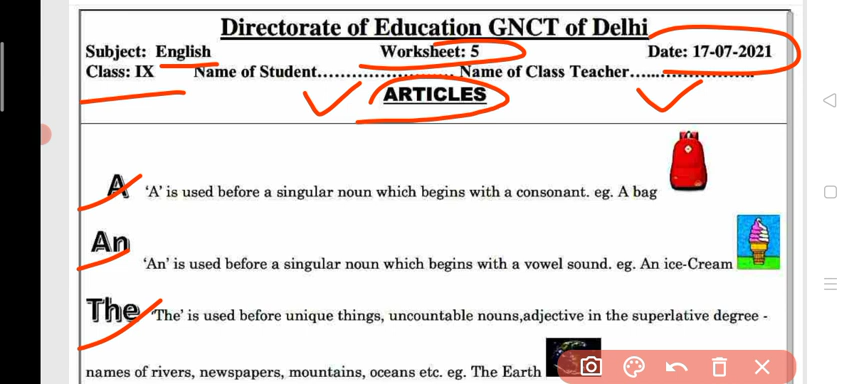 Directorate of Education GNCT of Delhi
Subject: English Worksheet: 5 Date: 17-07-2021
Class: IX Name of Student........................ Name of Class Teacher.........................
ARTICLES
A 'A' is used before a singular noun which begins with a consonant. eg. A bag
An 'An' is used before a singular noun which begins with a vowel sound. eg. An ice-Cream
The 'The' is used before unique things, uncountable nouns,adjective in the superlative degree -
names of rivers, newspapers, mountains, oceans etc. eg. The Earth